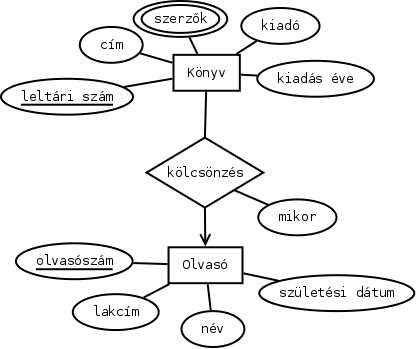 szerzők
cím
kiadó
Könyv
kiadás éve
leltári szám
kölcsönzés
mikor
olvasószám
Olvasó
születési dátum
lakcím
név